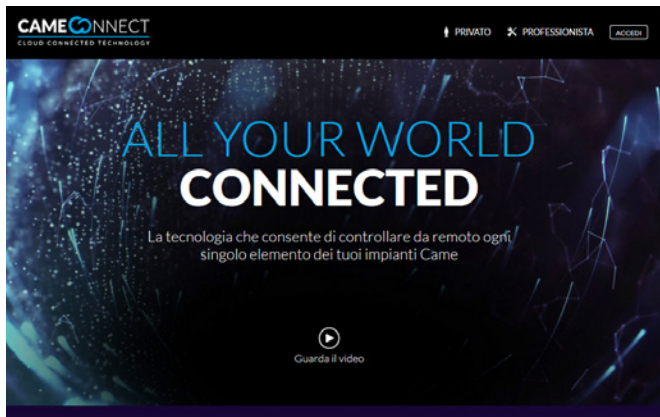 CAMECONNECT
CLOUD CONNECTED TECHNOLOGY
PRIVATO PROFESSIONISTA ACCEDI
ALL YOUR WORLD
CONNECTED
La tecnologia che consente di controllare da remoto ogni
singolo elemento dei tuoi impianti Came
Guarda il video